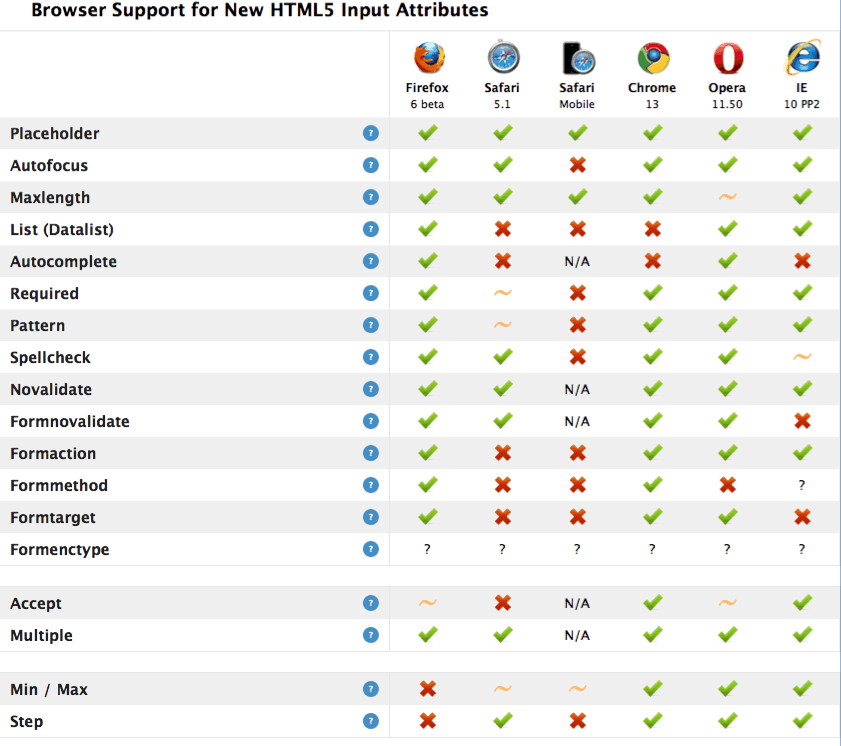 Browser Support for New HTML5 Input Attributes
Firefox Safari Safari Chrome Opera IE
6 beta 5.1 Mobile 13 11.50 10 PP2
Placeholder ?
Autofocus ?
Maxlength ? ~
List (Datalist) ?
Autocomplete ? N/A
Required ? ~
Pattern ? ~
Spellcheck ? ~
Novalidate ? N/A
Formnovalidate ? N/A
Formaction ?
Formmethod ? ?
Formtarget ?
Formenctype ? ? ? ? ? ? ?
Accept ? ~ N/A ~
Multiple ? N/A
Min / Max ? ~ ~
Step ?